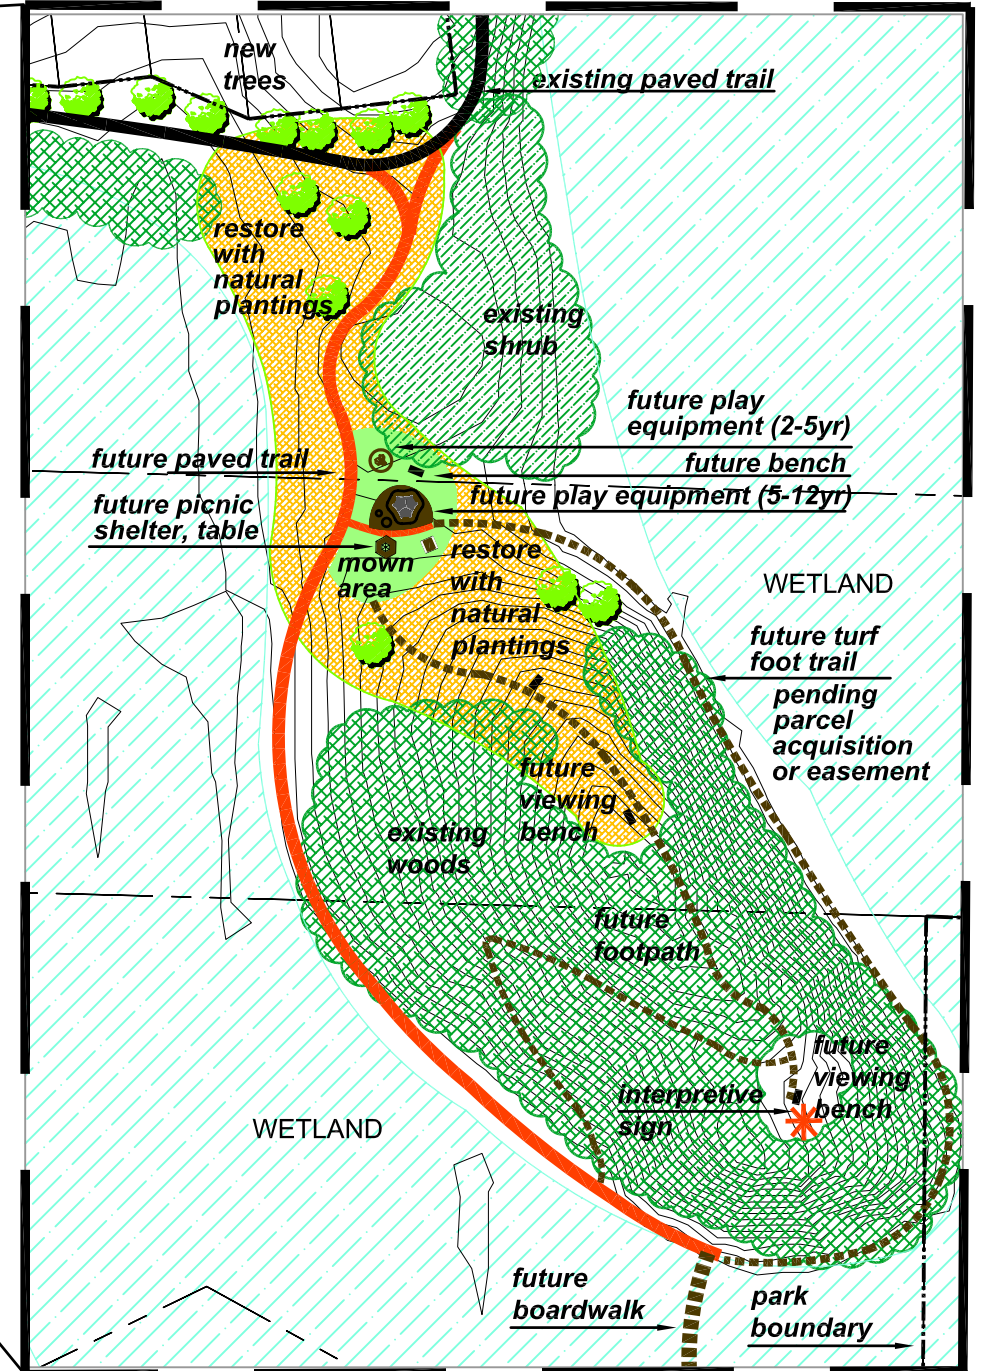 new
trees
existing paved trail
restore
with
natural
plantings
existing
shrub
future play
equipment (2-5yr)
future bench
future paved trail
future play equipment (5-12yr)
future picnic
shelter, table
mown
area
restore
with
natural
plantings
WETLAND
future turf
foot trail
pending
parcel
acquisition
or easement
future
viewing
bench
existing
woods
future
footpath
future
viewing
bench
interpretive
sign
WETLAND
future
boardwalk
park
boundary